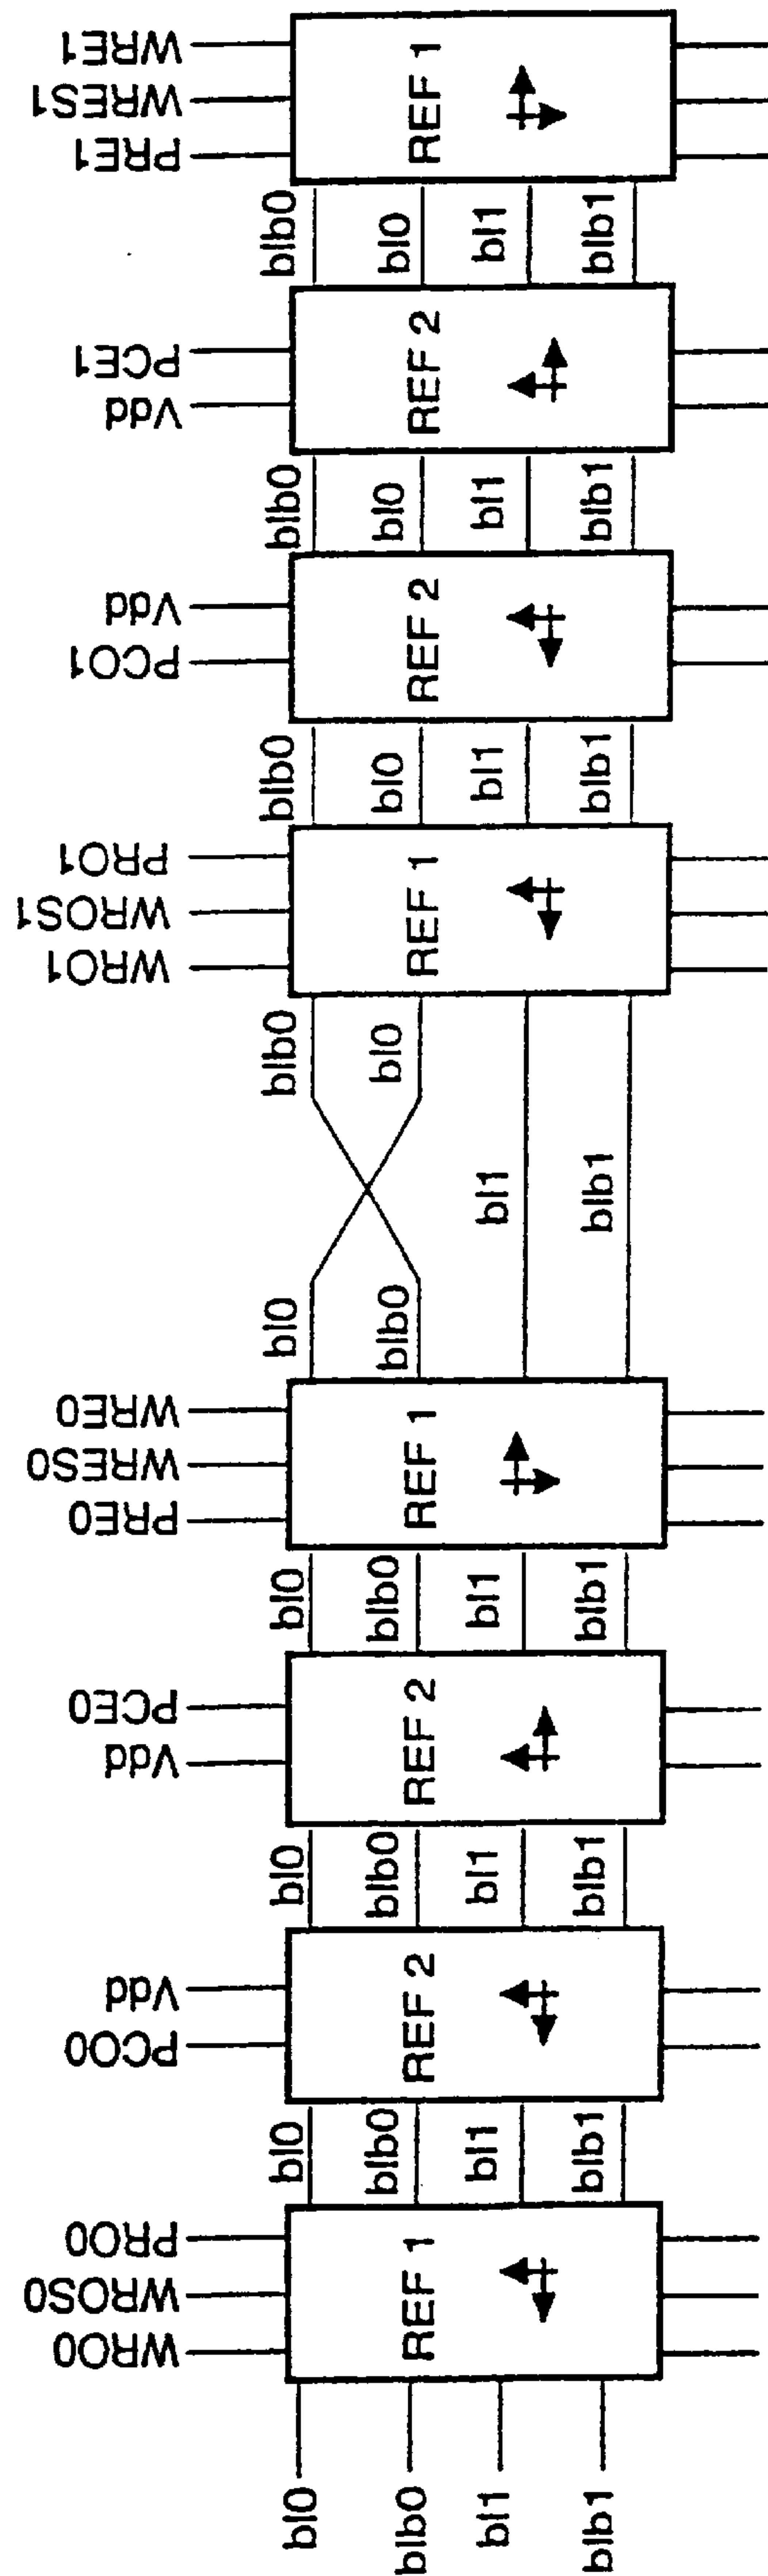 WRE1
WRES1
PRE1
REF 1
blb0
bl0
bl1
blb1
PCE1
Vdd
REF 2
blb0
bl0
bl1
blb1
Vdd
PCO1
REF 2
blb0
bl0
bl1
blb1
PRO1
WROS1
WRO1
REF 1
blb0
bl0
bl1
blb1
bl0
blb0
WRE0
WRES0
PRE0
REF 1
bl0
blb0
bl1
blb1
PCE0
Vdd
REF 2
bl0
blb0
bl1
blb1
Vdd
PCO0
REF 2
bl0
blb0
bl1
blb1
PRO0
WROS0
WRO0
REF 1
bl0
blb0
bl1
blb1